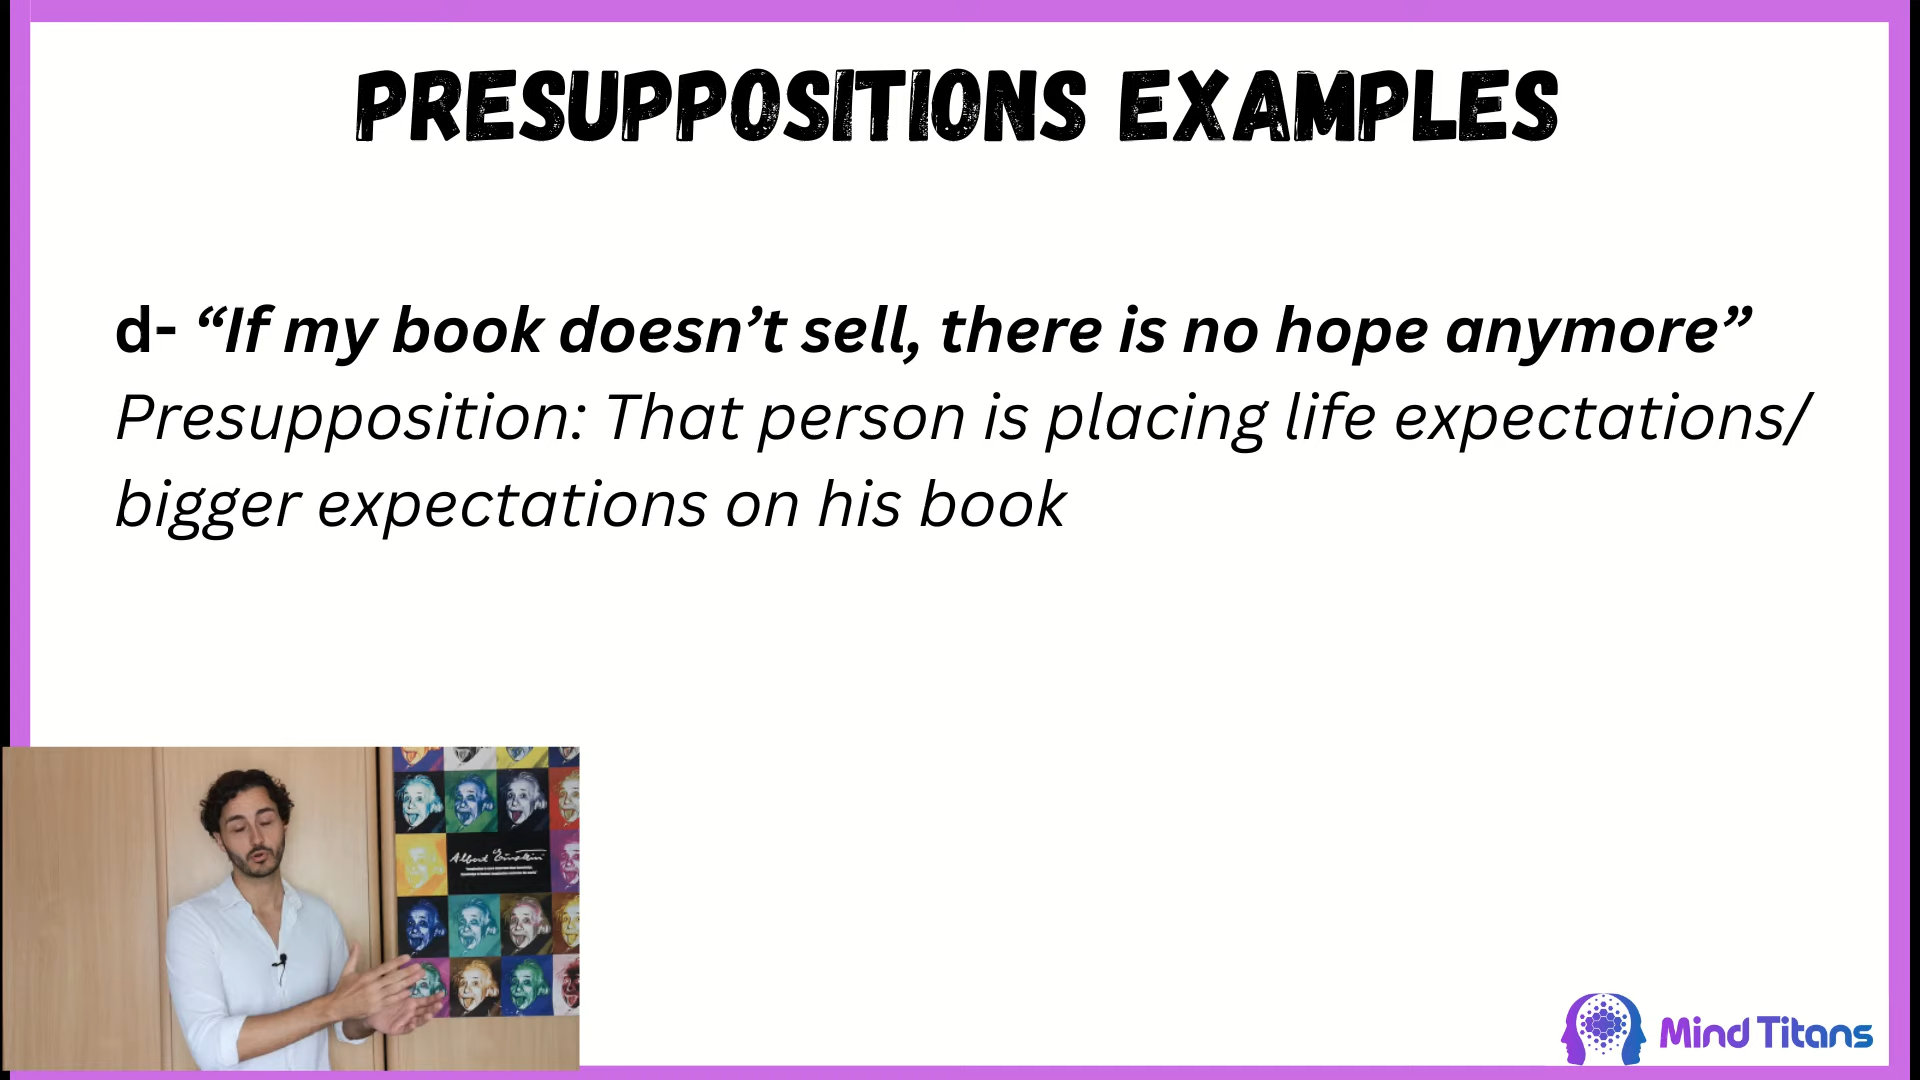 PRESUPPOSITIONS EXAMPLES
d- “If my book doesn’t sell, there is no hope anymore”
Presupposition: That person is placing life expectations/
bigger expectations on his book
Albert Einstein
Mind Titans